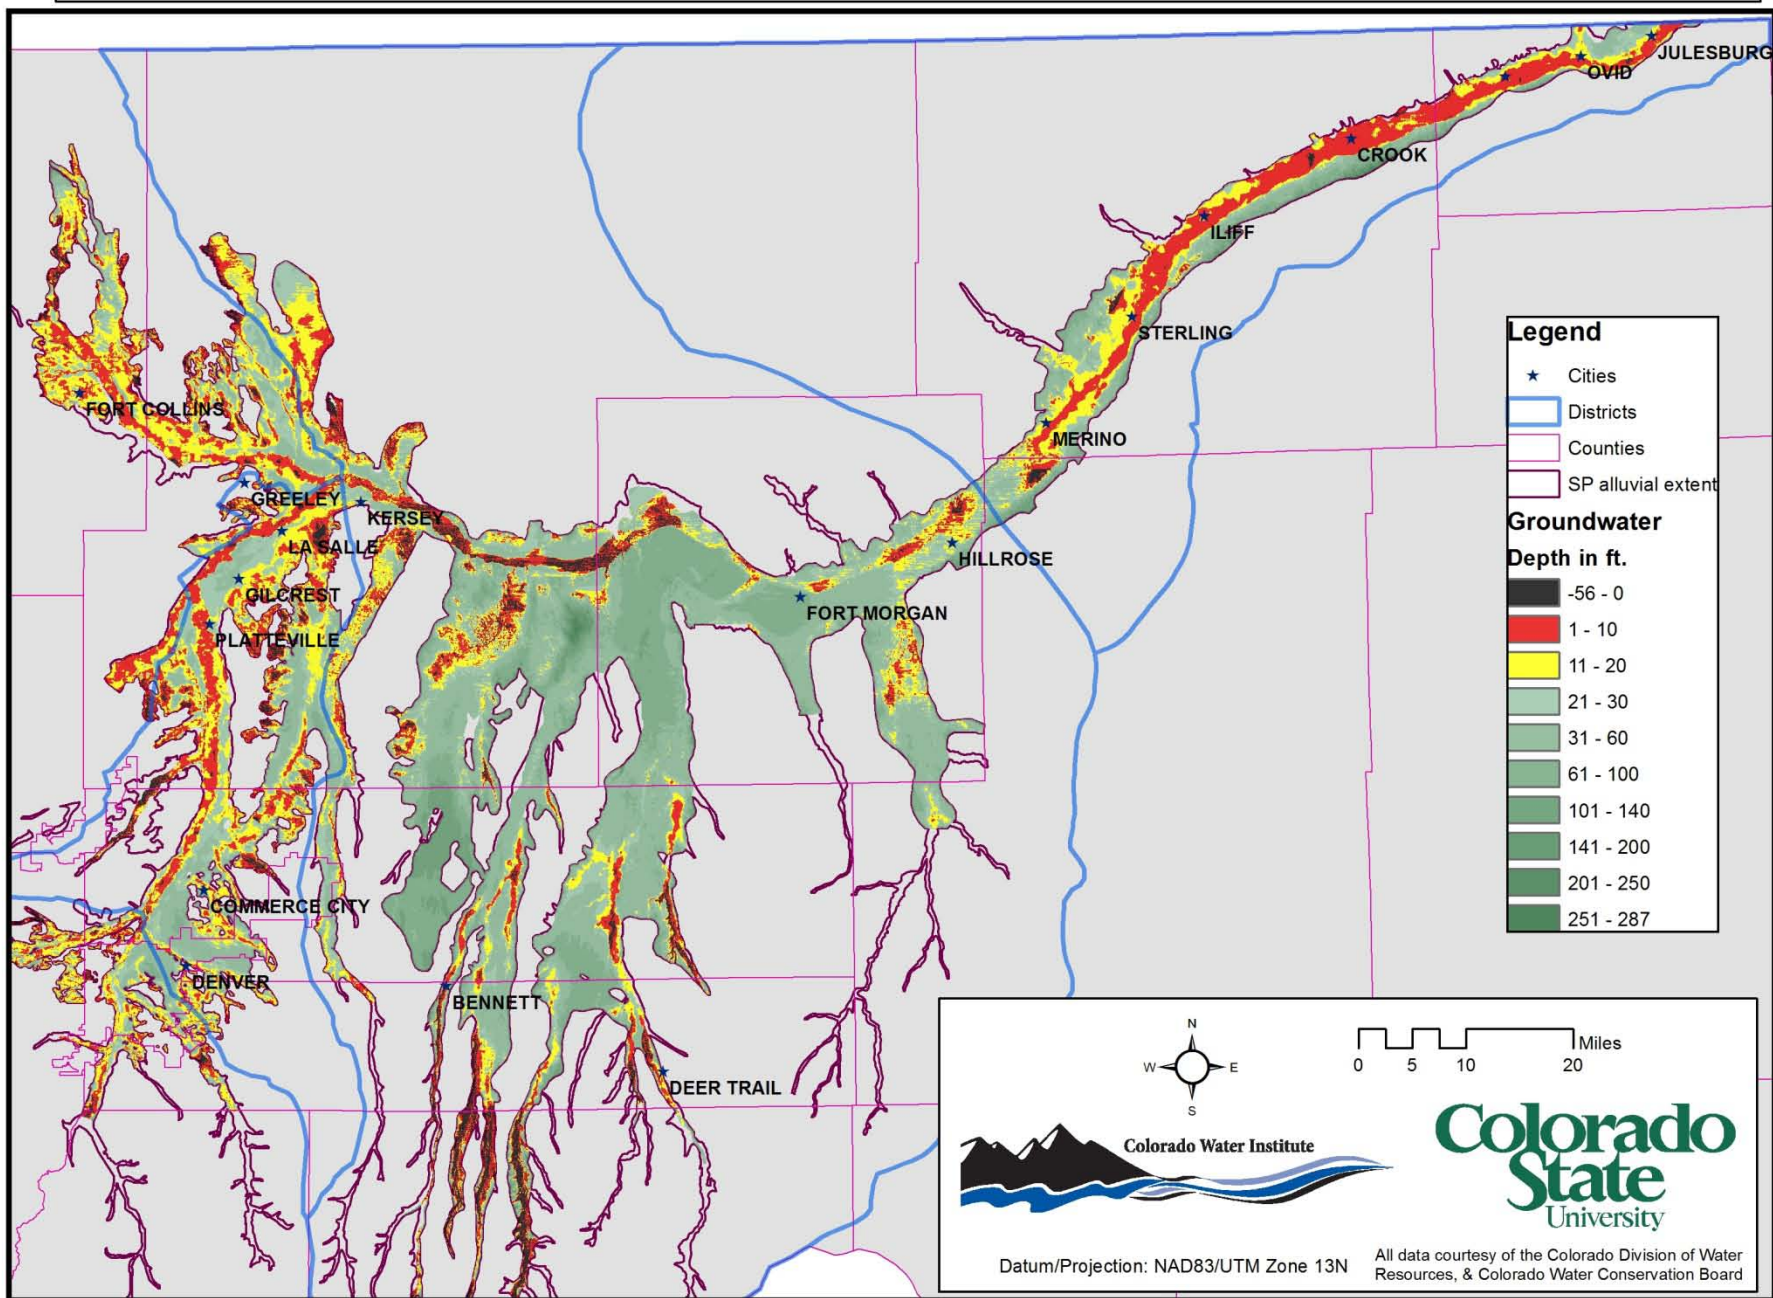 JULESBURG
OVID
CROOK
ILIFF
STERLING
MERINO
FORT COLLINS
GREELEY
KERSEY
LA SALLE
GILCREST
PLATTEVILLE
HILLROSE
FORT MORGAN
COMMERCE CITY
DENVER
BENNETT
DEER TRAIL
Legend
Cities
Districts
Counties
SP alluvial extent
Groundwater
Depth in ft.
-56 - 0
1 - 10
11 - 20
21 - 30
31 - 60
61 - 100
101 - 140
141 - 200
201 - 250
251 - 287
N
W E
S
Miles
0 5 10 20
Colorado Water Institute
Colorado
State
University
Datum/Projection: NAD83/UTM Zone 13N
All data courtesy of the Colorado Division of Water
Resources, & Colorado Water Conservation Board